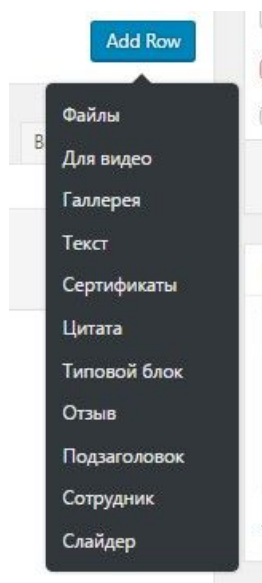 Add Row
Файлы
В
Для видео
Галлерея
Текст
Сертификаты
Цитата
Типовой блок
Отзыв
Подзаголовок
Сотрудник
Слайдер